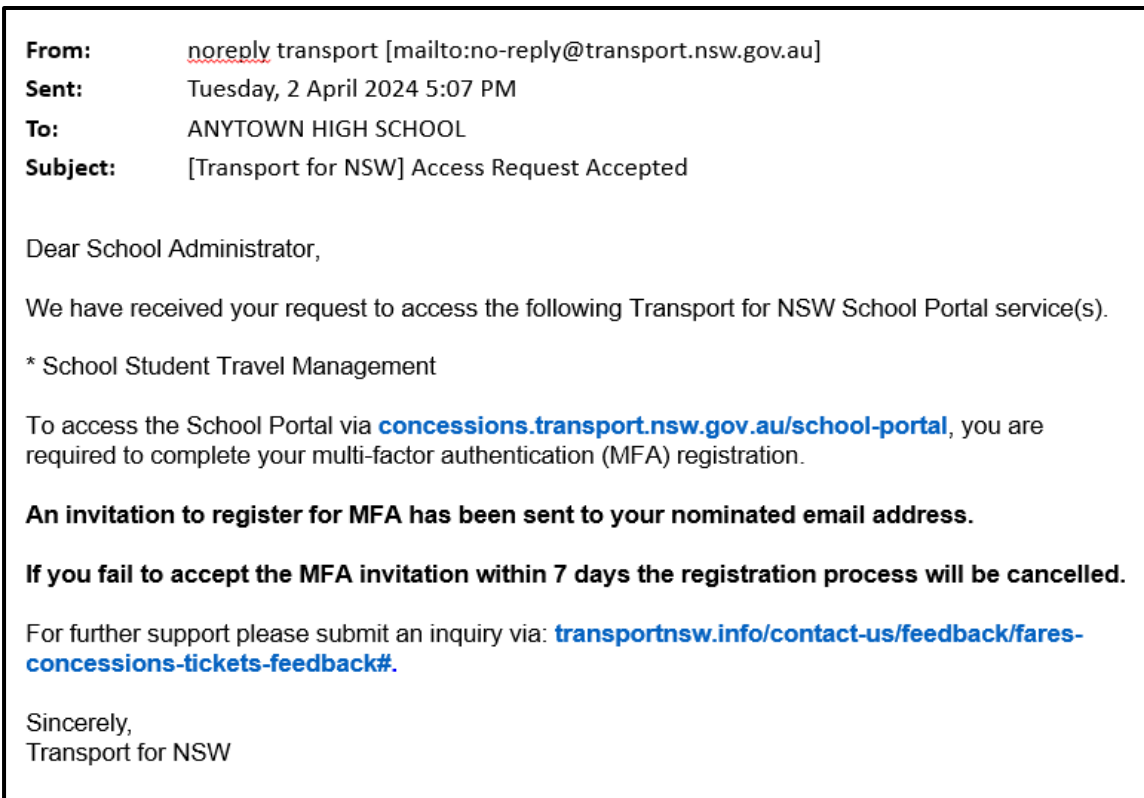 From: noreply transport [mailto:no-reply@transport.nsw.gov.au]
Sent: Tuesday, 2 April 2024 5:07 PM
To: ANYTOWN HIGH SCHOOL
Subject: [Transport for NSW] Access Request Accepted
Dear School Administrator,
We have received your request to access the following Transport for NSW School Portal service(s).
* School Student Travel Management
To access the School Portal via concessions.transport.nsw.gov.au/school-portal, you are
required to complete your multi-factor authentication (MFA) registration.
An invitation to register for MFA has been sent to your nominated email address.
If you fail to accept the MFA invitation within 7 days the registration process will be cancelled.
For further support please submit an inquiry via: transportnsw.info/contact-us/feedback/fares-
concessions-tickets-feedback#.
Sincerely,
Transport for NSW